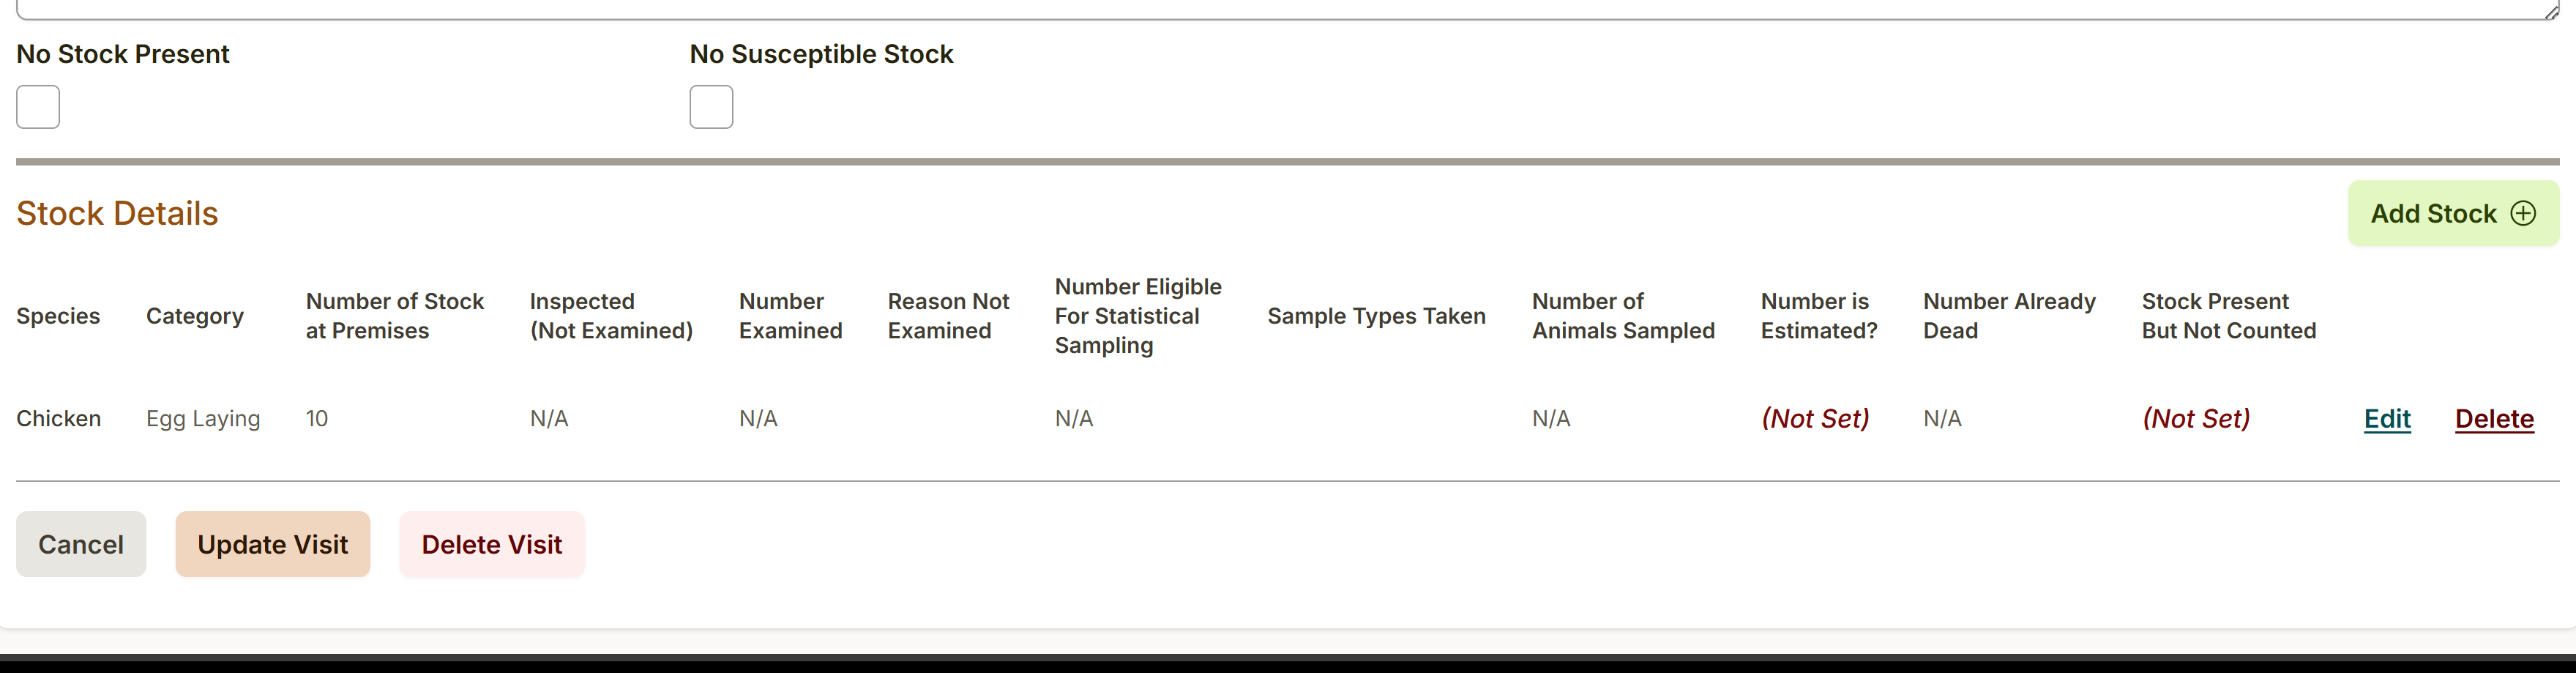 No Stock Present
No Susceptible Stock
Stock Details
Add Stock
Species
Category
Number of Stock
at Premises
Inspected
(Not Examined)
Number
Examined
Reason Not
Examined
Number Eligible
For Statistical
Sampling
Sample Types Taken
Number of
Animals Sampled
Number is
Estimated?
Number Already
Dead
Stock Present
But Not Counted
Chicken
Egg Laying
10
N/A
N/A
N/A
N/A
(Not Set)
N/A
(Not Set)
Edit
Delete
Cancel
Update Visit
Delete Visit